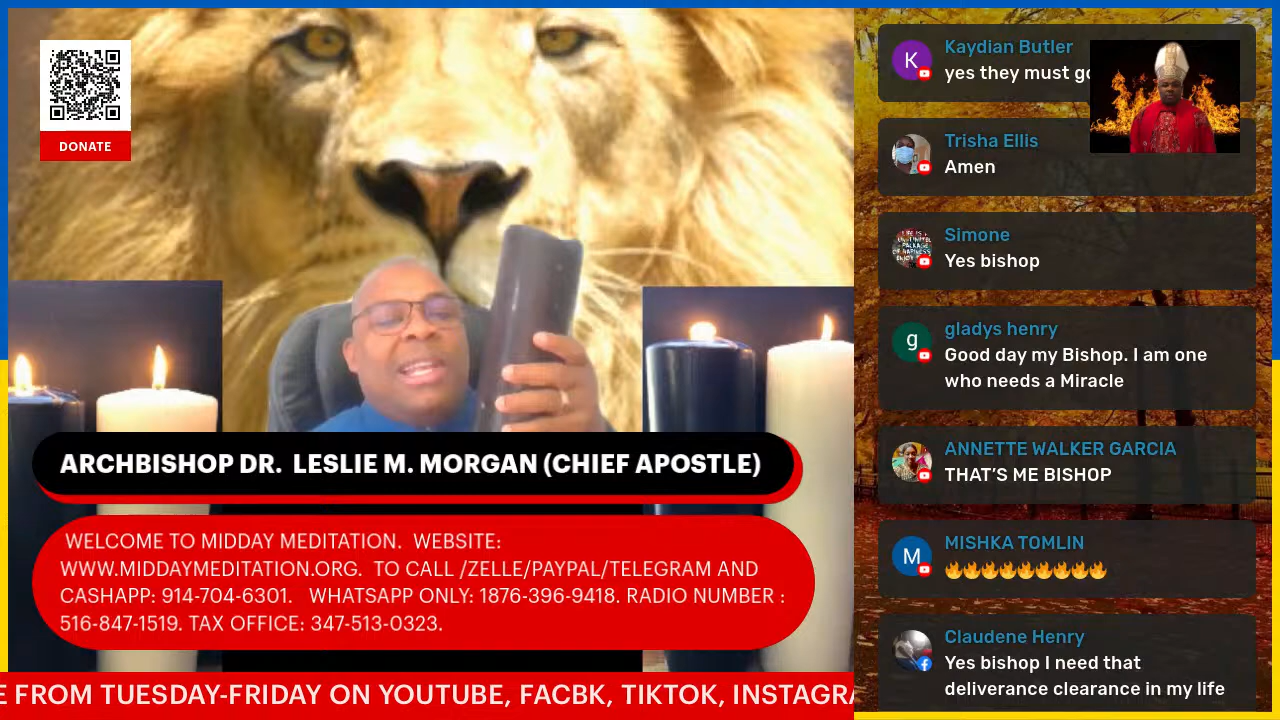 DONATE
ARCHBISHOP DR. LESLIE M. MORGAN (CHIEF APOSTLE)
WELCOME TO MIDDAY MEDITATION. WEBSITE:
WWW.MIDDAYMEDITATION.ORG. TO CALL /ZELLE/PAYPAL/TELEGRAM AND
CASHAPP: 914-704-6301. WHATSAPP ONLY: 1876-396-9418. RADIO NUMBER :
516-847-1519. TAX OFFICE: 347-513-0323.
E FROM TUESDAY-FRIDAY ON YOUTUBE, FACBK, TIKTOK, INSTAGRA
K
Kaydian Butler
yes they must go
Trisha Ellis
Amen
Simone
Yes bishop
g
gladys henry
Good day my Bishop. I am one
who needs a Miracle
ANNETTE WALKER GARCIA
THAT'S ME BISHOP
M
MISHKA TOMLIN
🔥🔥🔥🔥🔥🔥🔥🔥🔥
Claudene Henry
Yes bishop I need that
deliverance clearance in my life